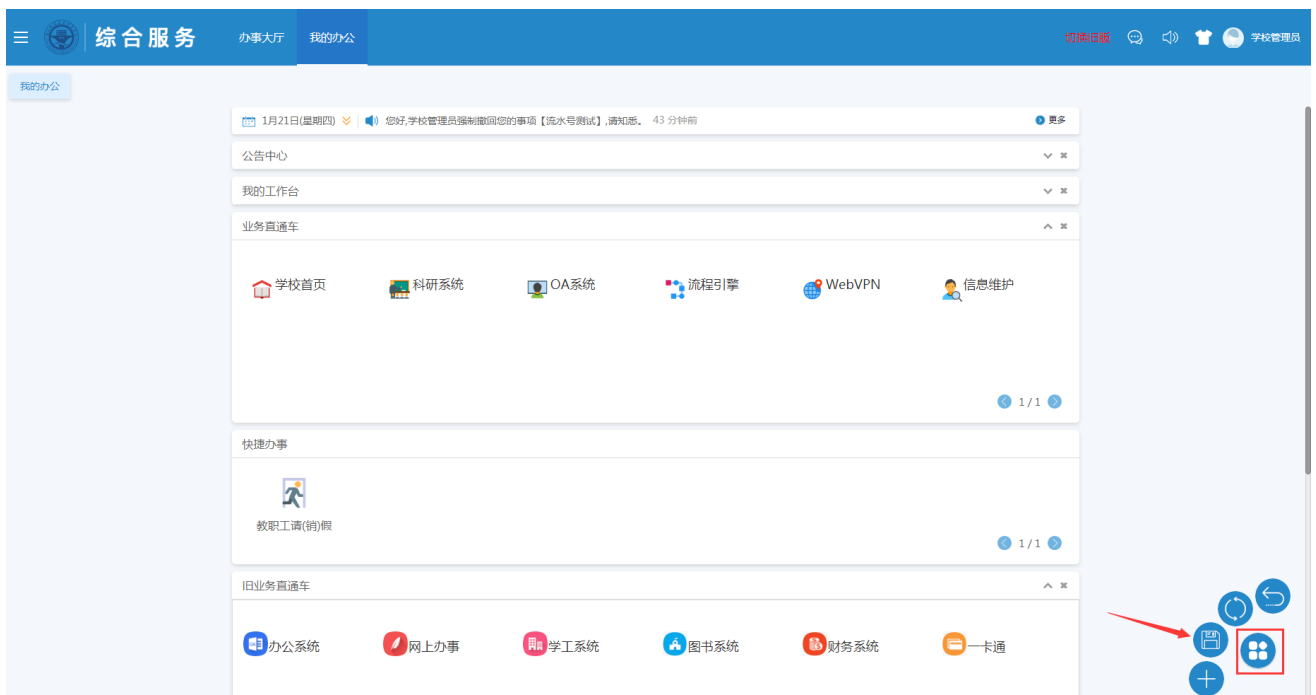 综合服务 办事大厅 我的办公 切换旧版 学校管理员
我的办公
1月21日(星期四) 您好,学校管理员强制撤回您的事项【流水号测试】,请知悉。 43 分钟前 更多
公告中心
我的工作台
业务直通车
学校首页 科研系统 OA系统 流程引擎 WebVPN 信息维护
1 / 1
快捷办事
教职工请(销)假
1 / 1
旧业务直通车
办公系统 网上办事 学工系统 图书系统 财务系统 一卡通